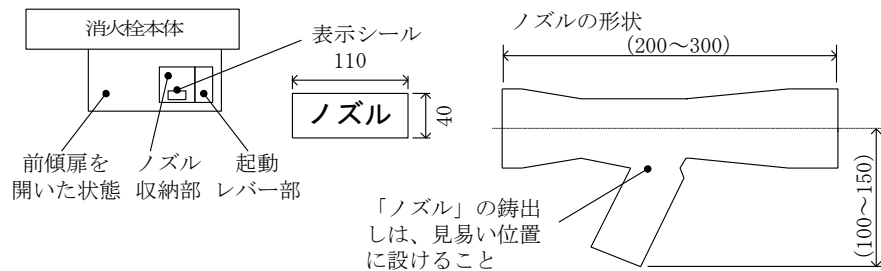 消火栓本体
表示シール
110
ノズル
40
前傾扉を
開いた状態
ノズル
収納部
起動
レバー部
ノズルの形状
(200～300)
(100～150)
「ノズル」の鋳出
しは、見易い位置
に設けること